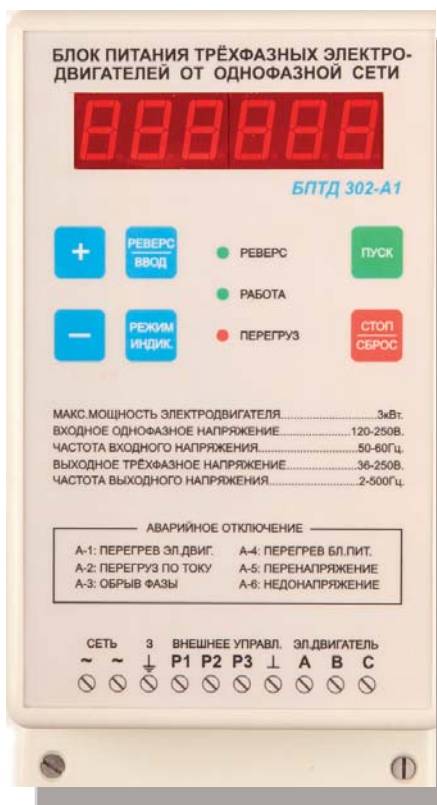 БЛОК ПИТАНИЯ ТРЁХФАЗНЫХ ЭЛЕКТРО-
ДВИГАТЕЛЕЙ ОТ ОДНОФАЗНОЙ СЕТИ
888888
БПТД 302-А1
+ РЕВЕРС ВВОД РЕВЕРС ПУСК
РАБОТА
− РЕЖИМ ИНДИК. ПЕРЕГРУЗ СТОП СБРОС
МАКС.МОЩНОСТЬ ЭЛЕКТРОДВИГАТЕЛЯ....................3кВт.
ВХОДНОЕ ОДНОФАЗНОЕ НАПРЯЖЕНИЕ...............120-250В.
ЧАСТОТА ВХОДНОГО НАПРЯЖЕНИЯ......................50-60Гц.
ВЫХОДНОЕ ТРЁХФАЗНОЕ НАПРЯЖЕНИЕ...............36-250В.
ЧАСТОТА ВЫХОДНОГО НАПРЯЖЕНИЯ....................2-500Гц.
АВАРИЙНОЕ ОТКЛЮЧЕНИЕ
А-1: ПЕРЕГРЕВ ЭЛ.ДВИГ. А-4: ПЕРЕГРЕВ БЛ.ПИТ.
А-2: ПЕРЕГРУЗ ПО ТОКУ А-5: ПЕРЕНАПРЯЖЕНИЕ
А-3: ОБРЫВ ФАЗЫ А-6: НЕДОНАПРЯЖЕНИЕ
СЕТЬ З ВНЕШНЕЕ УПРАВЛ. ЭЛ.ДВИГАТЕЛЬ
~ ~ ⏚ Р1 Р2 Р3 ⊥ А В С